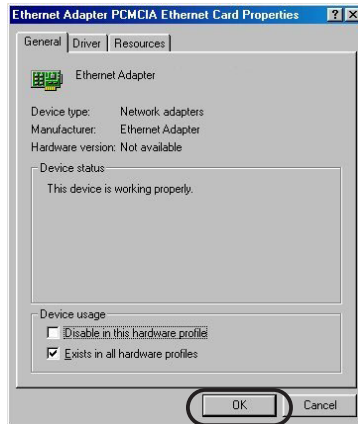 Ethernet Adapter PCMCIA Ethernet Card Properties
General Driver Resources
Ethernet Adapter
Device type: Network adapters
Manufacturer: Ethernet Adapter
Hardware version: Not available
Device status
This device is working properly.
Device usage
Disable in this hardware profile
Exists in all hardware profiles
OK Cancel